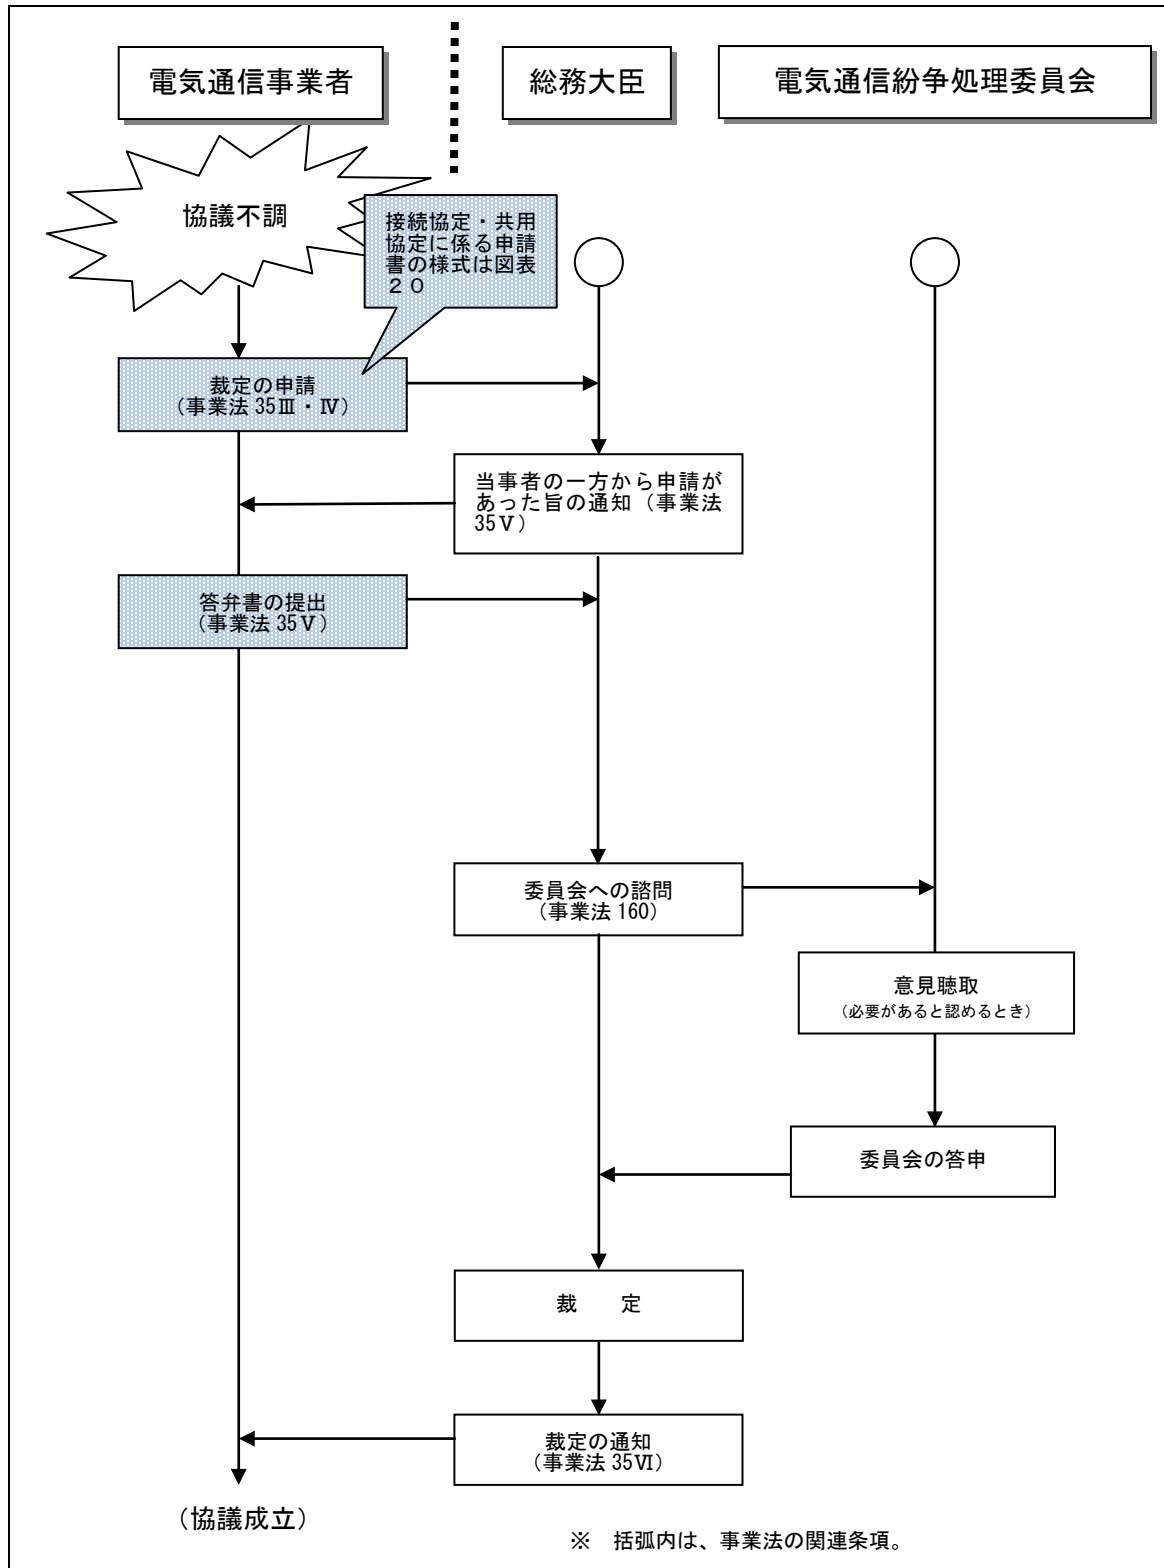 電気通信事業者
総務大臣
電気通信紛争処理委員会
協議不調
接続協定・共用
協定に係る申請
書の様式は図表
２０
裁定の申請
（事業法 35Ⅲ・Ⅳ）
当事者の一方から申請が
あった旨の通知（事業法
35Ⅴ）
答弁書の提出
（事業法 35Ⅴ）
委員会への諮問
（事業法 160）
意見聴取
（必要があると認めるとき）
委員会の答申
裁　　定
裁定の通知
（事業法 35Ⅵ）
（協議成立）
※　括弧内は、事業法の関連条項。